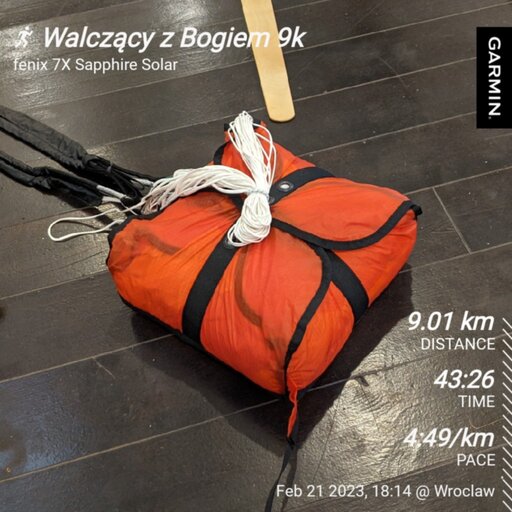 Walczący z Bogiem 9k
fenix 7X Sapphire Solar
GARMIN
9.01 km
DISTANCE
43:26
TIME
4:49/km
PACE
Feb 21 2023, 18:14 @ Wroclaw